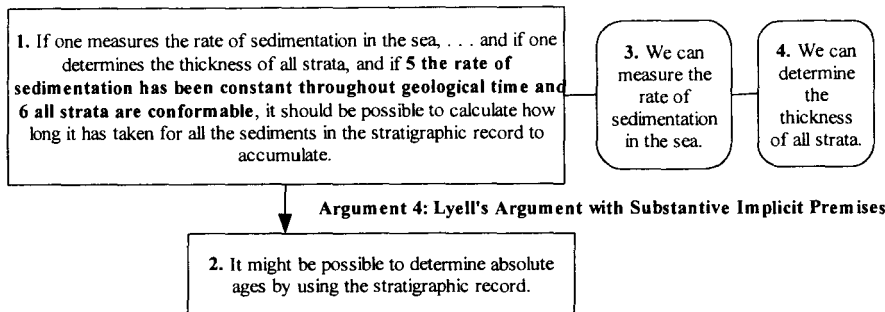 1. If one measures the rate of sedimentation in the sea, . . . and if one
determines the thickness of all strata, and if 5 the rate of
sedimentation has been constant throughout geological time and
6 all strata are conformable, it should be possible to calculate how
long it has taken for all the sediments in the stratigraphic record to
accumulate.
3. We can
measure the
rate of
sedimentation
in the sea.
4. We can
determine
the
thickness
of all strata.
Argument 4: Lyell's Argument with Substantive Implicit Premises
2. It might be possible to determine absolute
ages by using the stratigraphic record.